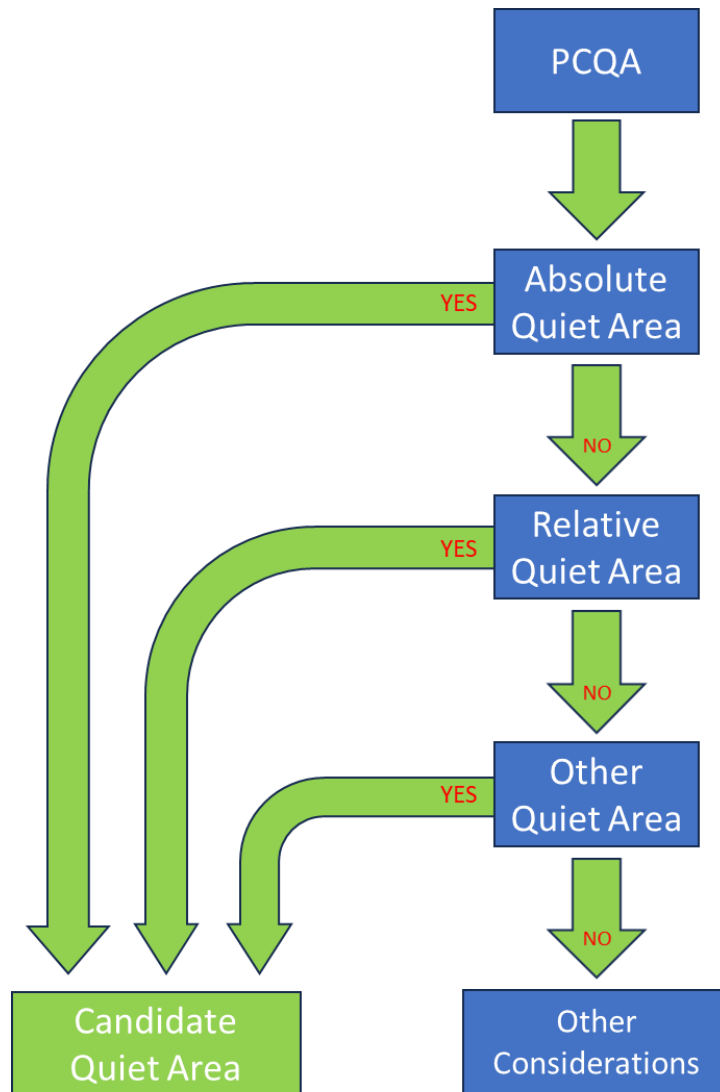 PCQA
Absolute
Quiet Area
YES
NO
Relative
Quiet Area
YES
NO
Other
Quiet Area
YES
NO
Candidate
Quiet Area
Other
Considerations